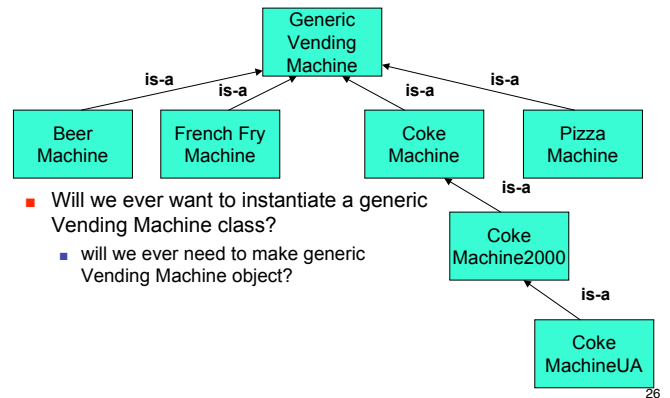 Generic
Vending
Machine
is-a
is-a
is-a
is-a
Beer
Machine
French Fry
Machine
Coke
Machine
Pizza
Machine
is-a
Will we ever want to instantiate a generic
Vending Machine class?
will we ever need to make generic
Vending Machine object?
Coke
Machine2000
is-a
Coke
MachineUA
26